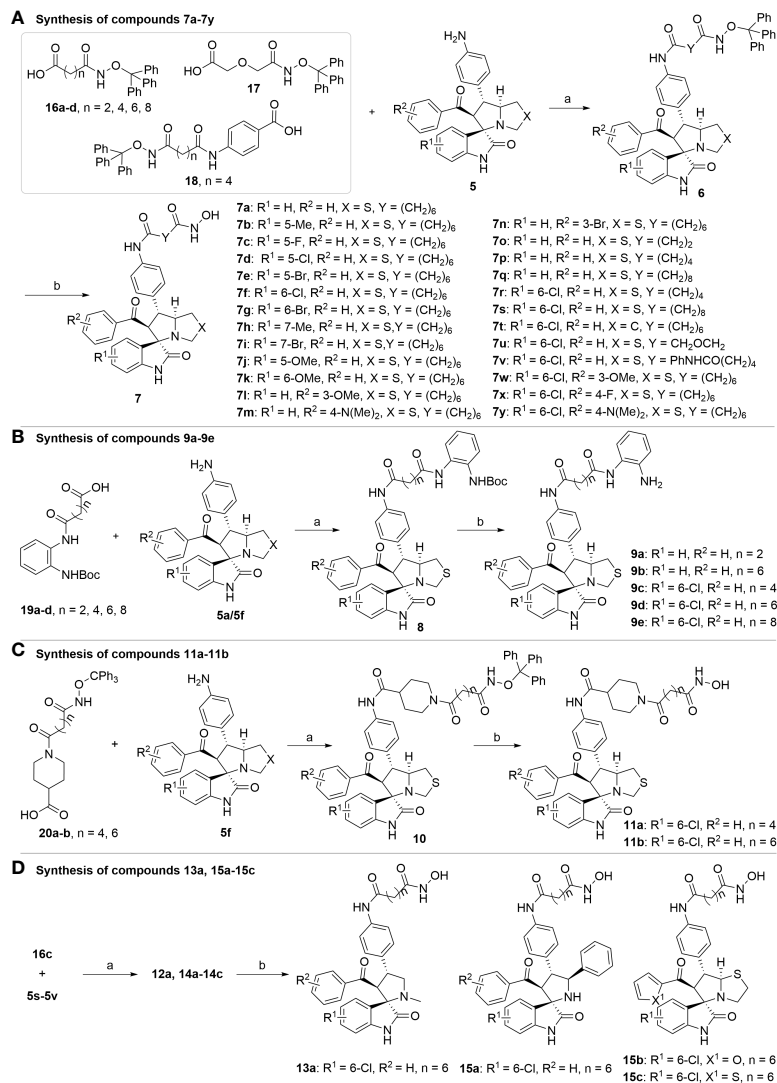 A Synthesis of compounds 7a-7y
HO
O
O
N
H
O
Ph
Ph
Ph
n
16a-d, n = 2, 4, 6, 8
HO
O
O
O
N
H
O
Ph
Ph
Ph
17
Ph
Ph
Ph
O
NH
O
O
N
H
n
O
OH
18, n = 4
+
H2N
R2
O
H
N
X
R1
N
H
O
5
a
O
O
HN
Y
N
H
O
Ph
Ph
Ph
R2
O
H
N
X
R1
NH
O
6
b
O
O
HN
Y
N
H
OH
R2
O
H
N
X
R1
NH
O
7
7a: R1 = H, R2 = H, X = S, Y = (CH2)6
7b: R1 = 5-Me, R2 = H, X = S, Y = (CH2)6
7c: R1 = 5-F, R2 = H, X = S, Y = (CH2)6
7d: R1 = 5-Cl, R2 = H, X = S, Y = (CH2)6
7e: R1 = 5-Br, R2 = H, X = S, Y = (CH2)6
7f: R1 = 6-Cl, R2 = H, X = S, Y = (CH2)6
7g: R1 = 6-Br, R2 = H, X = S, Y = (CH2)6
7h: R1 = 7-Me, R2 = H, X = S, Y = (CH2)6
7i: R1 = 7-Br, R2 = H, X = S, Y = (CH2)6
7j: R1 = 5-OMe, R2 = H, X = S, Y = (CH2)6
7k: R1 = 6-OMe, R2 = H, X = S, Y = (CH2)6
7l: R1 = H, R2 = 3-OMe, X = S, Y = (CH2)6
7m: R1 = H, R2 = 4-N(Me)2, X = S, Y = (CH2)6
7n: R1 = H, R2 = 3-Br, X = S, Y = (CH2)6
7o: R1 = H, R2 = H, X = S, Y = (CH2)2
7p: R1 = H, R2 = H, X = S, Y = (CH2)4
7q: R1 = H, R2 = H, X = S, Y = (CH2)8
7r: R1 = 6-Cl, R2 = H, X = S, Y = (CH2)4
7s: R1 = 6-Cl, R2 = H, X = S, Y = (CH2)8
7t: R1 = 6-Cl, R2 = H, X = C, Y = (CH2)6
7u: R1 = 6-Cl, R2 = H, X = S, Y = CH2OCH2
7v: R1 = 6-Cl, R2 = H, X = S, Y = PhNHCO(CH2)4
7w: R1 = 6-Cl, R2 = 3-OMe, X = S, Y = (CH2)6
7x: R1 = 6-Cl, R2 = 4-F, X = S, Y = (CH2)6
7y: R1 = 6-Cl, R2 = 4-N(Me)2, X = S, Y = (CH2)6
B Synthesis of compounds 9a-9e
O
OH
n
O
NH
NHBoc
19a-d, n = 2, 4, 6, 8
+
H2N
R2
O
H
N
X
R1
NH
O
5a/5f
a
O
O
HN
n
N
H
NHBoc
R2
O
H
N
S
R1
NH
O
8
b
O
O
HN
n
N
H
NH2
R2
O
H
N
S
R1
NH
O
9a: R1 = H, R2 = H, n = 2
9b: R1 = H, R2 = H, n = 6
9c: R1 = 6-Cl, R2 = H, n = 4
9d: R1 = 6-Cl, R2 = H, n = 6
9e: R1 = 6-Cl, R2 = H, n = 8
C Synthesis of compounds 11a-11b
OCPh3
NH
O
n
O
N
HO
O
20a-b, n = 4, 6
+
H2N
R2
O
H
N
X
R1
NH
O
5f
a
O
HN
N
O
n
O
N
H
O
Ph
Ph
Ph
R2
O
H
N
S
R1
NH
O
10
b
O
HN
N
O
n
O
N
H
OH
R2
O
H
N
S
R1
NH
O
11a: R1 = 6-Cl, R2 = H, n = 4
11b: R1 = 6-Cl, R2 = H, n = 6
D Synthesis of compounds 13a, 15a-15c
16c
+
5s-5v
a
12a, 14a-14c
b
O
O
HN
n
N
H
OH
R2
O
N
R1
NH
O
13a: R1 = 6-Cl, R2 = H, n = 6
O
O
HN
n
N
H
OH
R2
O
NH
R1
NH
O
15a: R1 = 6-Cl, R2 = H, n = 6
O
O
HN
n
N
H
OH
O
H
S
N
X1
R1
NH
O
15b: R1 = 6-Cl, X1 = O, n = 6
15c: R1 = 6-Cl, X1 = S, n = 6